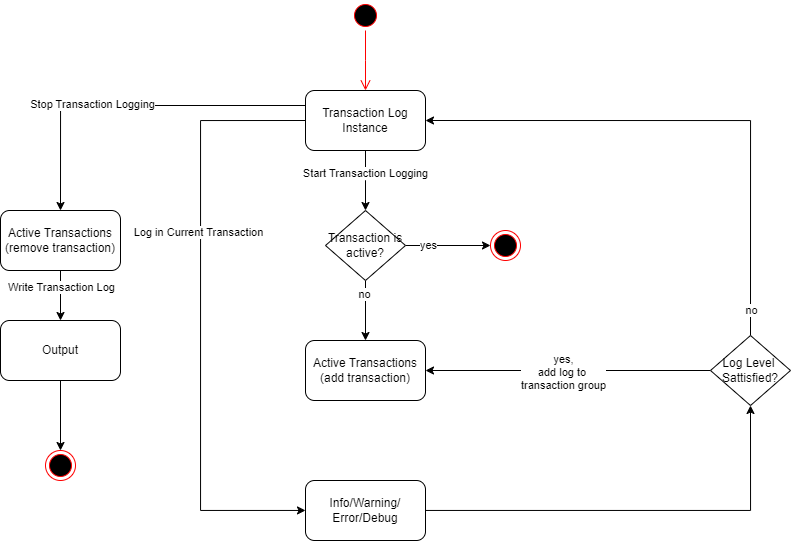 Stop Transaction Logging
Transaction Log
Instance
Start Transaction Logging
Active Transactions
(remove transaction)
Log in Current Transaction
Transaction is
active?
yes
Write Transaction Log
no
no
Output
Active Transactions
(add transaction)
yes,
add log to
transaction group
Log Level
Sattisfied?
Info/Warning/
Error/Debug